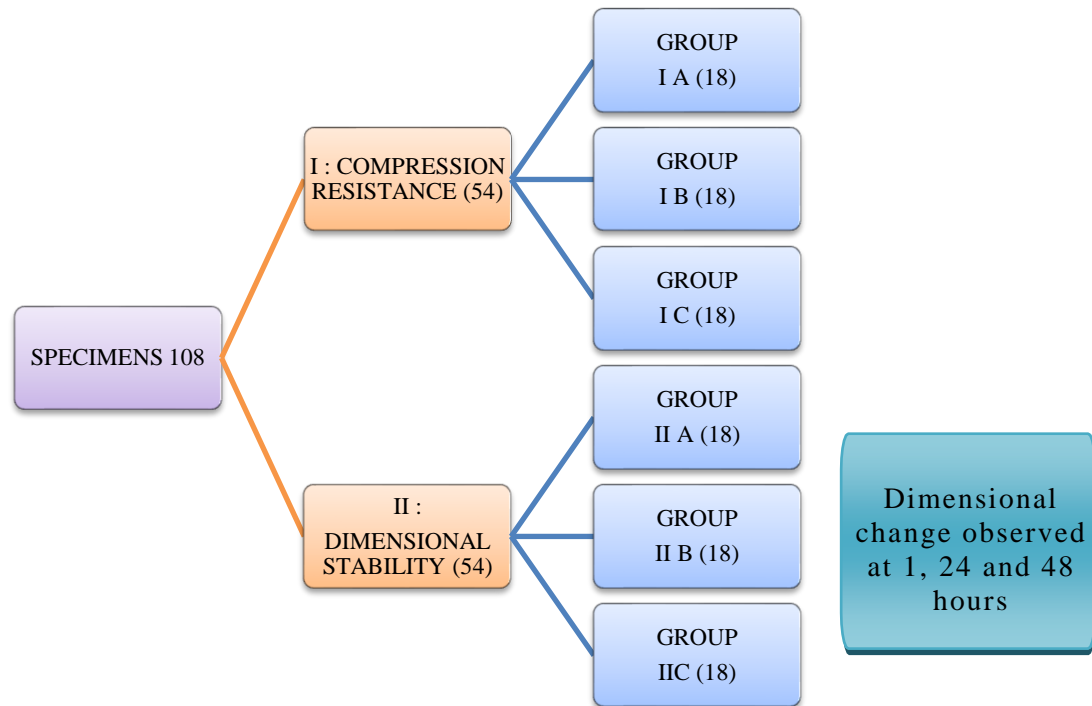 SPECIMENS 108
I : COMPRESSION
RESISTANCE (54)
GROUP
I A (18)
GROUP
I B (18)
GROUP
I C (18)
II :
DIMENSIONAL
STABILITY (54)
GROUP
II A (18)
GROUP
II B (18)
GROUP
IIC (18)
Dimensional
change observed
at 1, 24 and 48
hours